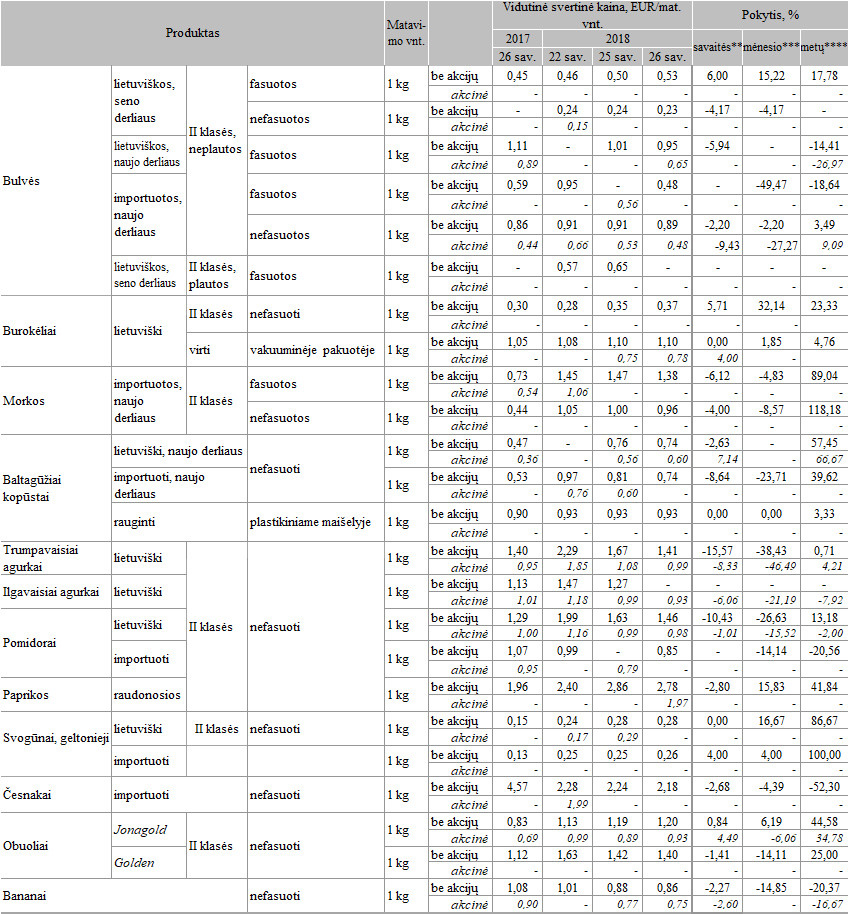 Produktas Matavimo vnt. Vidutinė svertinė kaina, EUR/mat. vnt. Pokytis, %
2017 2018 savaitės** mėnesio*** metų****
26 sav. 22 sav. 25 sav. 26 sav.
Bulvės lietuviškos, seno derliaus II klasės, neplautos fasuotos 1 kg be akcijų 0,45 0,46 0,50 0,53 6,00 15,22 17,78
akcinė - - - - - - -
nefasuotos 1 kg be akcijų - 0,24 0,24 0,23 -4,17 -4,17 -
akcinė - 0,15 - - - - -
lietuviškos, naujo derliaus fasuotos 1 kg be akcijų 1,11 - 1,01 0,95 -5,94 - -14,41
akcinė 0,89 - - 0,65 - - -26,97
importuotos, naujo derliaus fasuotos 1 kg be akcijų 0,59 0,95 - 0,48 - -49,47 -18,64
akcinė - - 0,56 - - - -
nefasuotos 1 kg be akcijų 0,86 0,91 0,91 0,89 -2,20 -2,20 3,49
akcinė 0,44 0,66 0,53 0,48 -9,43 -27,27 9,09
lietuviškos, seno derliaus II klasės, plautos fasuotos 1 kg be akcijų - 0,57 0,65 - - - -
akcinė - - - - - - -
Burokėliai lietuviški II klasės nefasuoti 1 kg be akcijų 0,30 0,28 0,35 0,37 5,71 32,14 23,33
akcinė - - - - - -
virti vakuuminėje pakuotėje 1 kg be akcijų 1,05 1,08 1,10 1,10 0,00 1,85 4,76
akcinė - - 0,75 0,78 4,00 -
Morkos importuotos, naujo derliaus II klasės fasuotos 1 kg be akcijų 0,73 1,45 1,47 1,38 -6,12 -4,83 89,04
akcinė 0,54 1,06 - - - - -
nefasuotos 1 kg be akcijų 0,44 1,05 1,00 0,96 -4,00 -8,57 118,18
akcinė - - - - - - -
Baltagūžiai kopūstai lietuviški, naujo derliaus nefasuoti 1 kg be akcijų 0,47 - 0,76 0,74 -2,63 - 57,45
akcinė 0,36 - 0,56 0,60 7,14 - 66,67
importuoti, naujo derliaus 1 kg be akcijų 0,53 0,97 0,81 0,74 -8,64 -23,71 39,62
akcinė - 0,76 0,60 - - - -
rauginti plastikiniame maišelyje 1 kg be akcijų 0,90 0,93 0,93 0,93 0,00 0,00 3,33
akcinė - - - - - - -
Trumpavaisiai agurkai lietuviški II klasės nefasuoti 1 kg be akcijų 1,40 2,29 1,67 1,41 -15,57 -38,43 0,71
akcinė 0,95 1,85 1,08 0,99 -8,33 -46,49 4,21
Ilgavaisiai agurkai lietuviški 1 kg be akcijų 1,13 1,47 1,27 - - - -
akcinė 1,01 1,18 0,99 0,93 -6,06 -21,19 -7,92
Pomidorai lietuviški 1 kg be akcijų 1,29 1,99 1,63 1,46 -10,43 -26,63 13,18
akcinė 1,00 1,16 0,99 0,98 -1,01 -15,52 -2,00
importuoti 1 kg be akcijų 1,07 0,99 - 0,85 - -14,14 -20,56
akcinė 0,95 - 0,79 - - - -
Paprikos raudonosios 1 kg be akcijų 1,96 2,40 2,86 2,78 -2,80 15,83 41,84
akcinė - - - 1,97 - - -
Svogūnai, geltonieji lietuviški II klasės nefasuoti 1 kg be akcijų 0,15 0,24 0,28 0,28 0,00 16,67 86,67
akcinė - 0,17 0,29 - - - -
importuoti 1 kg be akcijų 0,13 0,25 0,25 0,26 4,00 4,00 100,00
akcinė - - - - - - -
Česnakai importuoti nefasuoti 1 kg be akcijų 4,57 2,28 2,24 2,18 -2,68 -4,39 -52,30
akcinė - 1,99 - - - - -
Obuoliai Jonagold II klasės nefasuoti 1 kg be akcijų 0,83 1,13 1,19 1,20 0,84 6,19 44,58
akcinė 0,69 0,99 0,89 0,93 4,49 -6,06 34,78
Golden 1 kg be akcijų 1,12 1,63 1,42 1,40 -1,41 -14,11 25,00
akcinė - - - - - - -
Bananai nefasuoti 1 kg be akcijų 1,08 1,01 0,88 0,86 -2,27 -14,85 -20,37
akcinė 0,90 - 0,77 0,75 -2,60 - -16,67